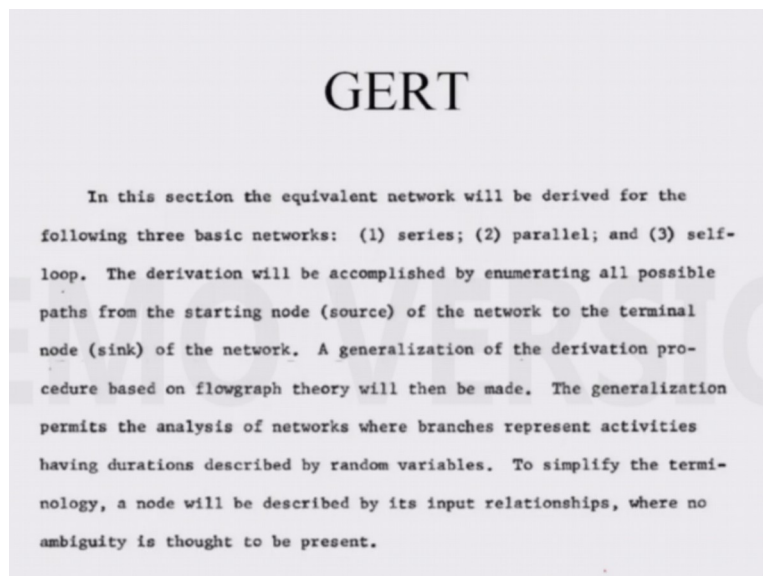 GERT
In this section the equivalent network will be derived for the
following three basic networks: (1) series; (2) parallel; and (3) self-
loop. The derivation will be accomplished by enumerating all possible
paths from the starting node (source) of the network to the terminal
node (sink) of the network. A generalization of the derivation pro-
cedure based on flowgraph theory will then be made. The generalization
permits the analysis of networks where branches represent activities
having durations described by random variables. To simplify the termi-
nology, a node will be described by its input relationships, where no
ambiguity is thought to be present.
EMO VERSIO